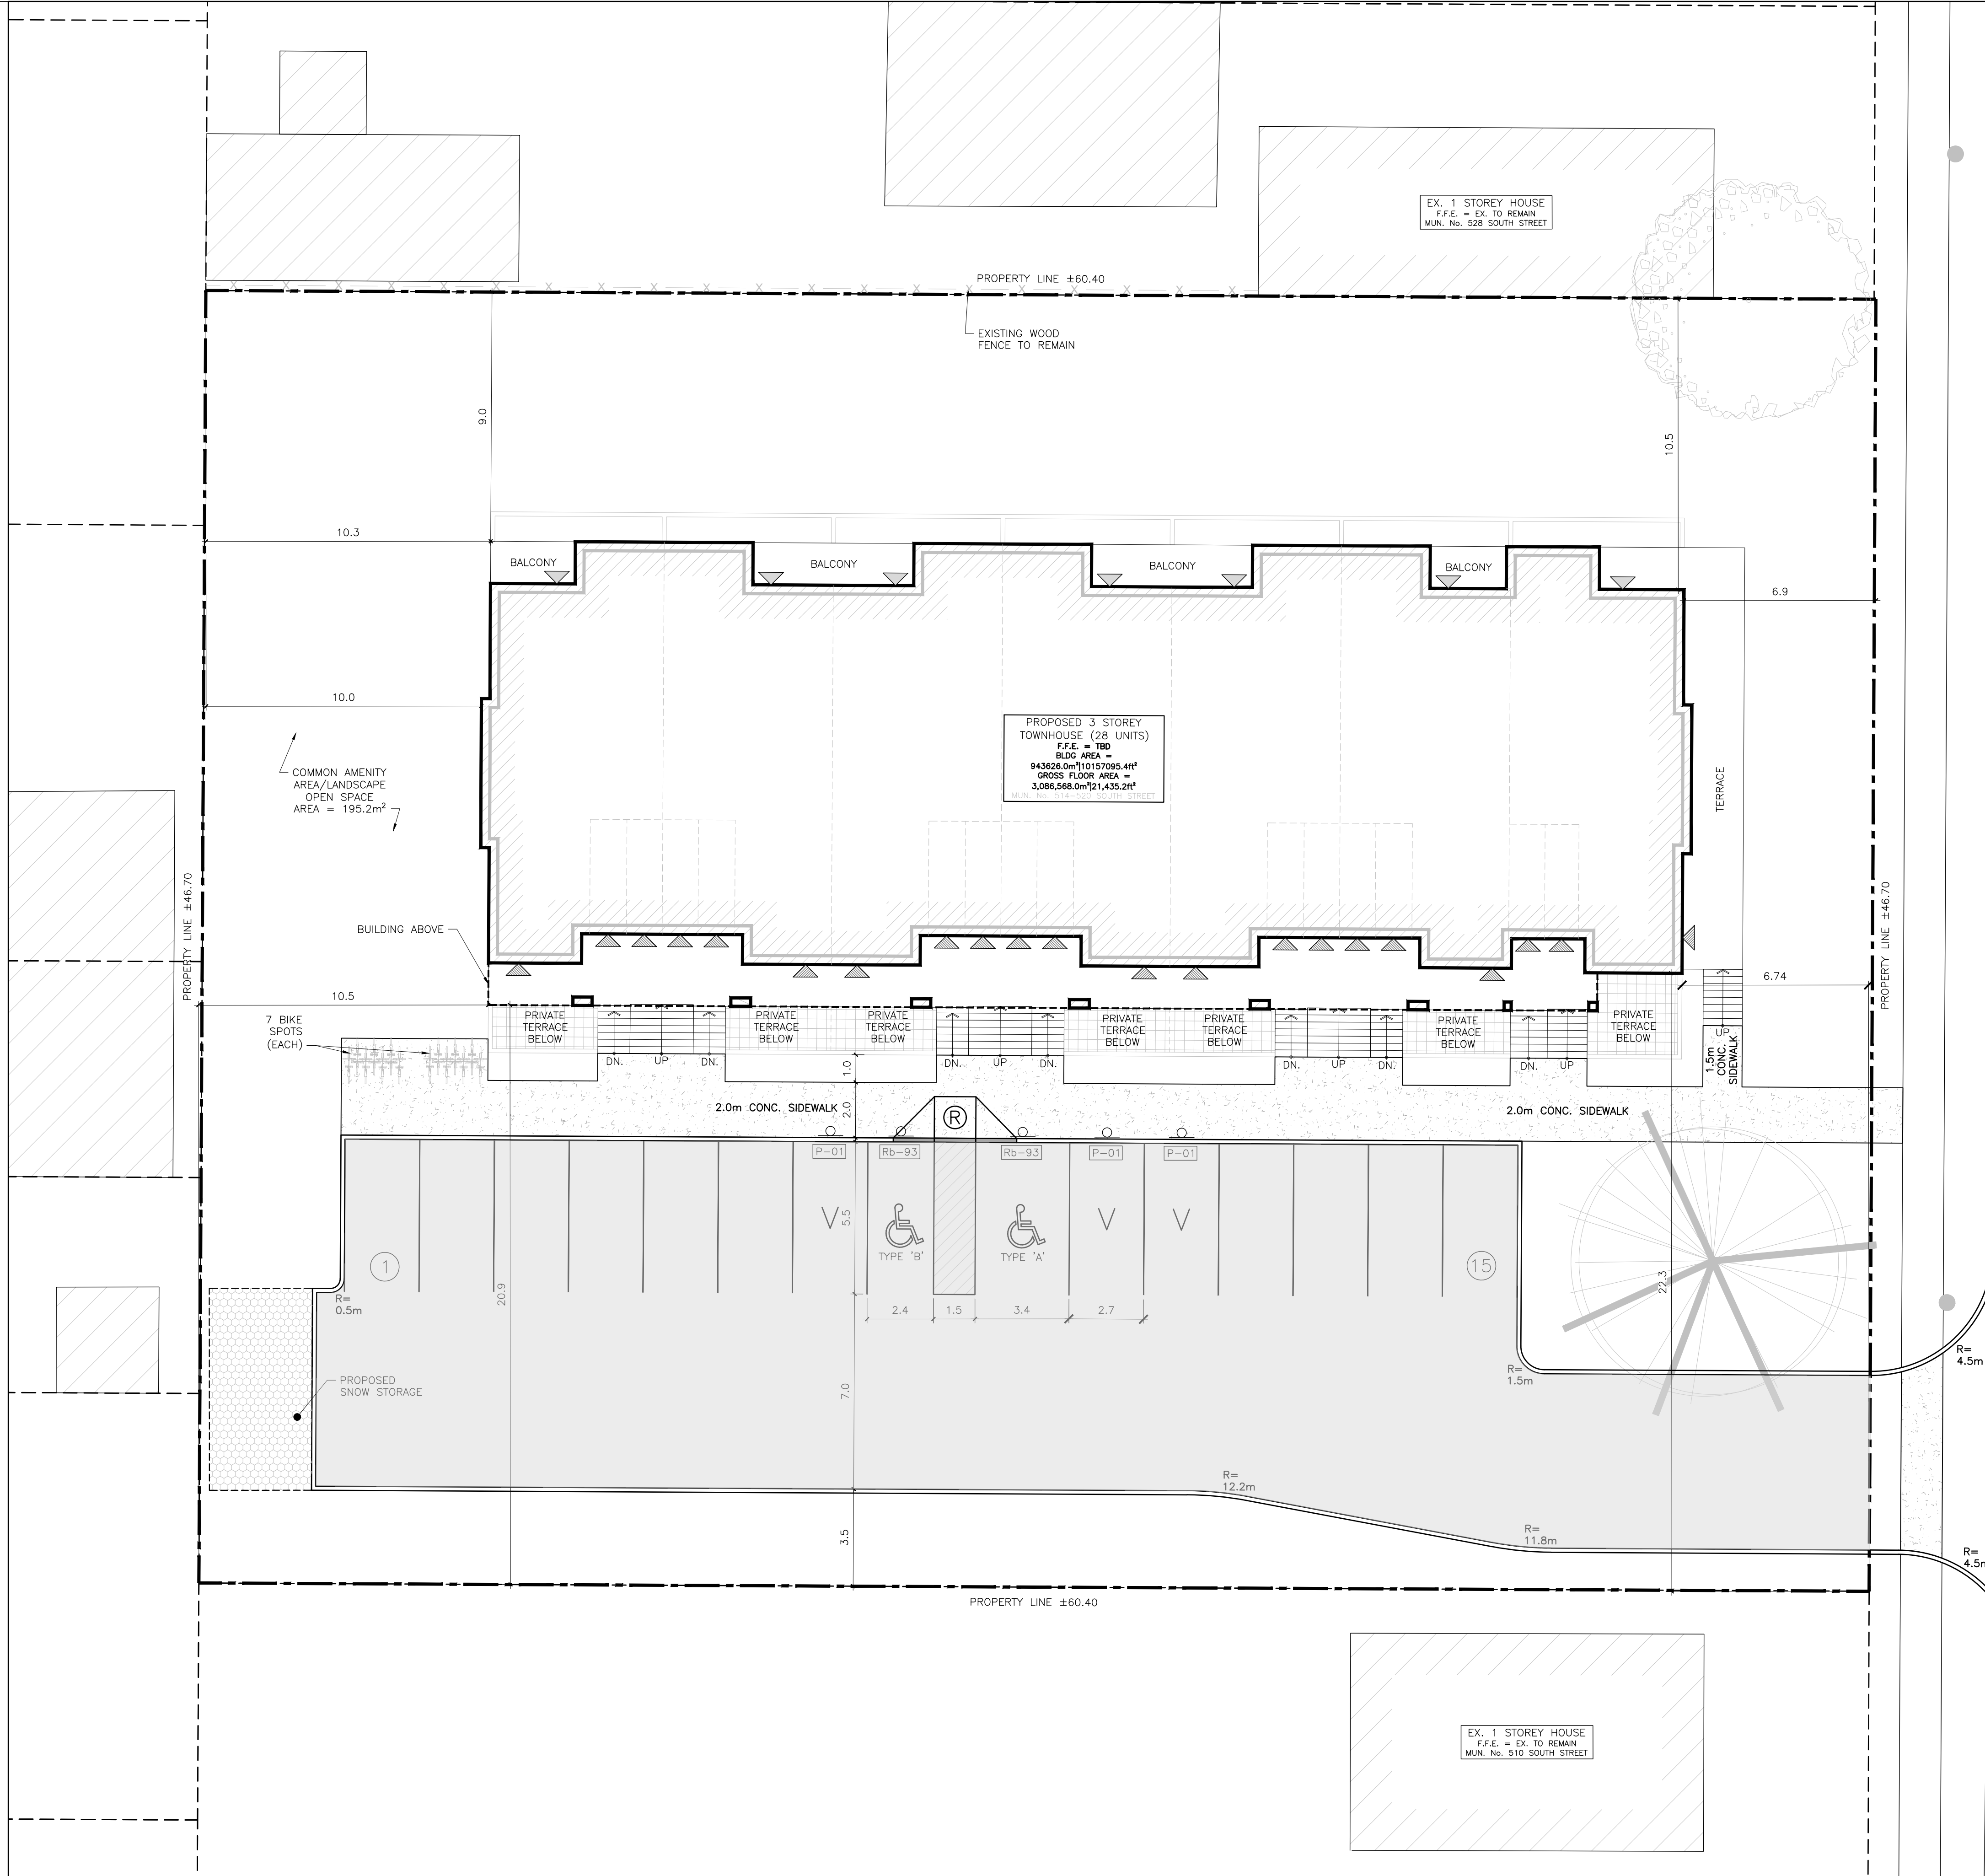 EX. 1 STOREY HOUSE
F.F.E. = EX. TO REMAIN
MUN. No. 528 SOUTH STREET
PROPERTY LINE ±60.40
EXISTING WOOD
FENCE TO REMAIN
9.0
10.5
10.3
BALCONY
BALCONY
BALCONY
BALCONY
6.9
10.0
PROPOSED 3 STOREY
TOWNHOUSE (28 UNITS)
F.F.E. = TBD
BLDG AREA =
943626.0m²|10157095.4ft²
GROSS FLOOR AREA =
3,086,568.0m²|21,435.2ft²
MUN. No. 514-520 SOUTH STREET
COMMON AMENITY
AREA/LANDSCAPE
OPEN SPACE
AREA = 195.2m²
TERRACE
PROPERTY LINE ±46.70
PROPERTY LINE ±46.70
BUILDING ABOVE
10.5
6.74
7 BIKE
SPOTS
(EACH)
PRIVATE
TERRACE
BELOW
PRIVATE
TERRACE
BELOW
PRIVATE
TERRACE
BELOW
PRIVATE
TERRACE
BELOW
PRIVATE
TERRACE
BELOW
PRIVATE
TERRACE
BELOW
PRIVATE
TERRACE
BELOW
DN.
UP
DN.
DN.
UP
DN.
DN.
UP
DN.
DN.
UP
UP
1.5m
CONC.
SIDEWALK
1.0
2.0m CONC. SIDEWALK
2.0
R
2.0m CONC. SIDEWALK
P-01
Rb-93
Rb-93
P-01
P-01
V
5.5
V
V
TYPE 'B'
TYPE 'A'
1
15
20.9
22.3
R=
0.5m
2.4
1.5
3.4
2.7
R=
1.5m
R=
4.5m
PROPOSED
SNOW STORAGE
7.0
R=
12.2m
R=
11.8m
3.5
R=
4.5m
PROPERTY LINE ±60.40
EX. 1 STOREY HOUSE
F.F.E. = EX. TO REMAIN
MUN. No. 510 SOUTH STREET